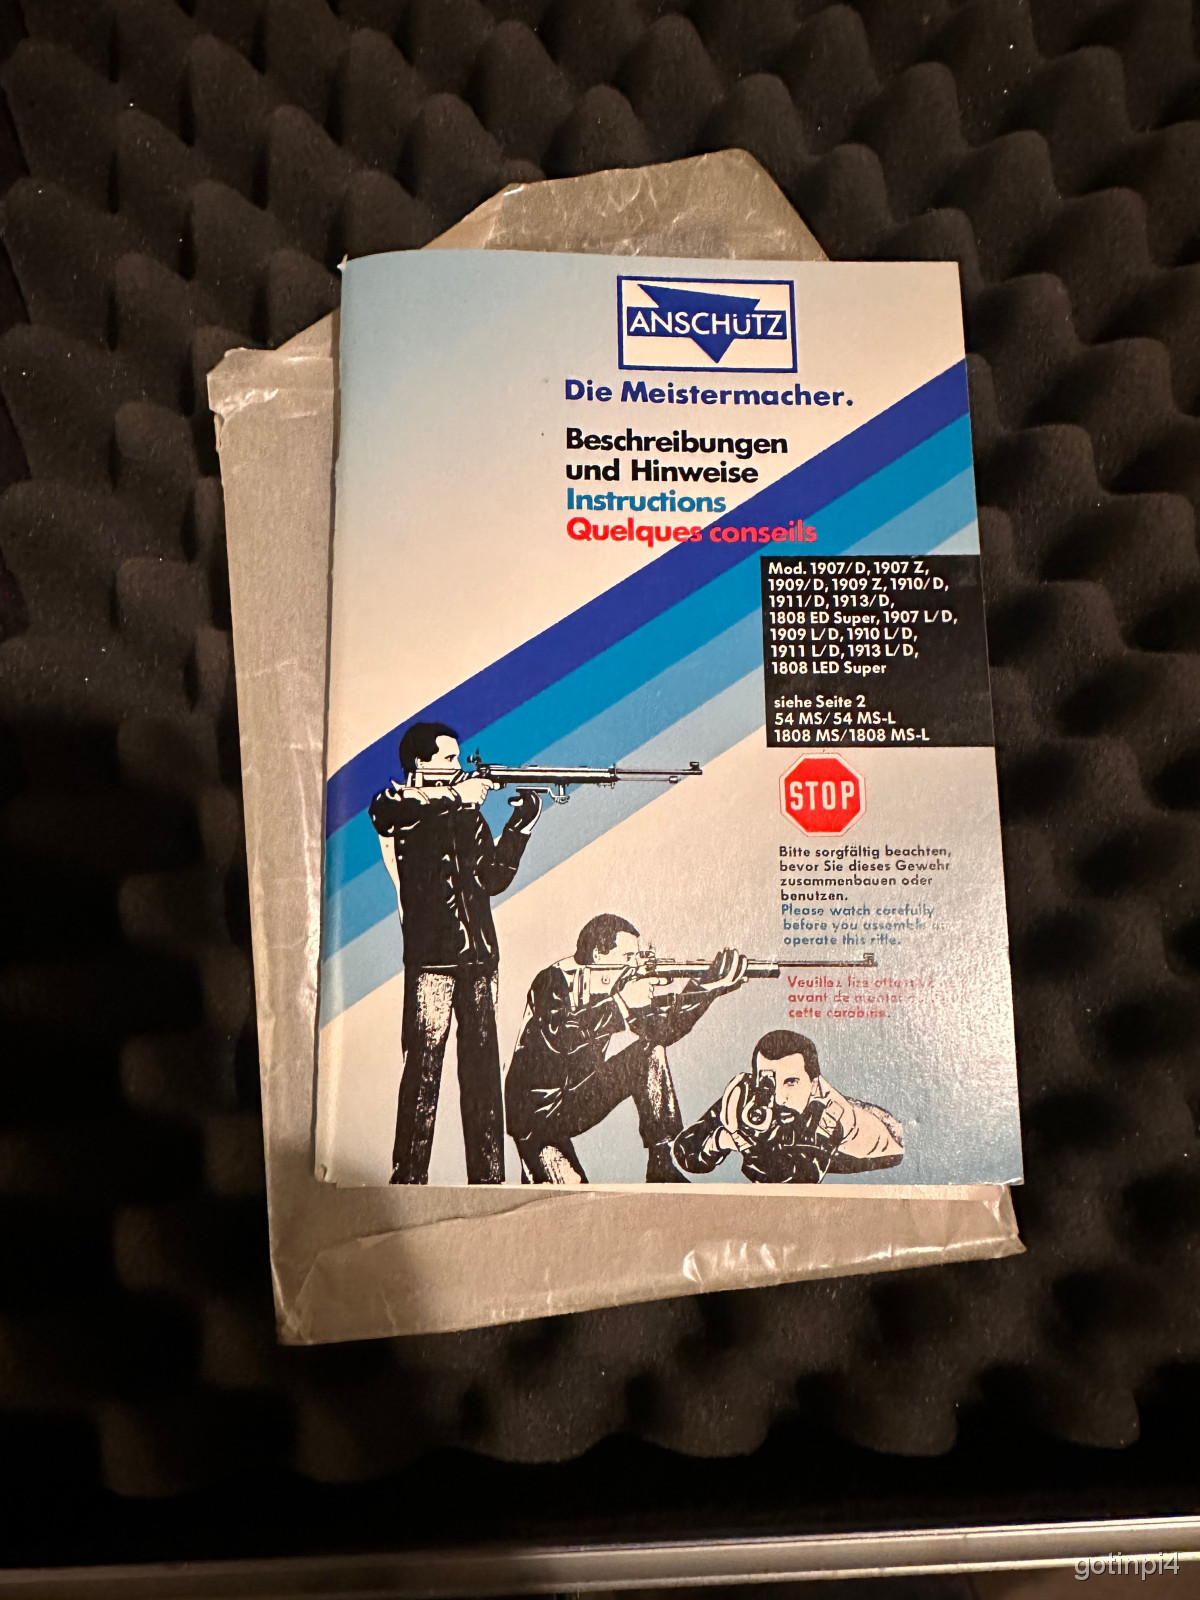 ANSCHÜTZ
Die Meistermacher.
Beschreibungen
und Hinweise
Instructions
Quelques conseils
Mod. 1907/D, 1907 Z,
1909/D, 1909 Z, 1910/D,
1911/D, 1913/D,
1808 ED Super, 1907 L/D,
1909 L/D, 1910 L/D,
1911 L/D, 1913 L/D,
1808 LED Super
siehe Seite 2
54 MS/54 MS-L
1808 MS/1808 MS-L
STOP
Bitte sorgfältig beachten,
bevor Sie dieses Gewehr
zusammenbauen oder
benutzen.
Please watch carefully
before you assemble
operate this rifle.
Veuillez lire
avant de
cette carabine.
gotinpi4